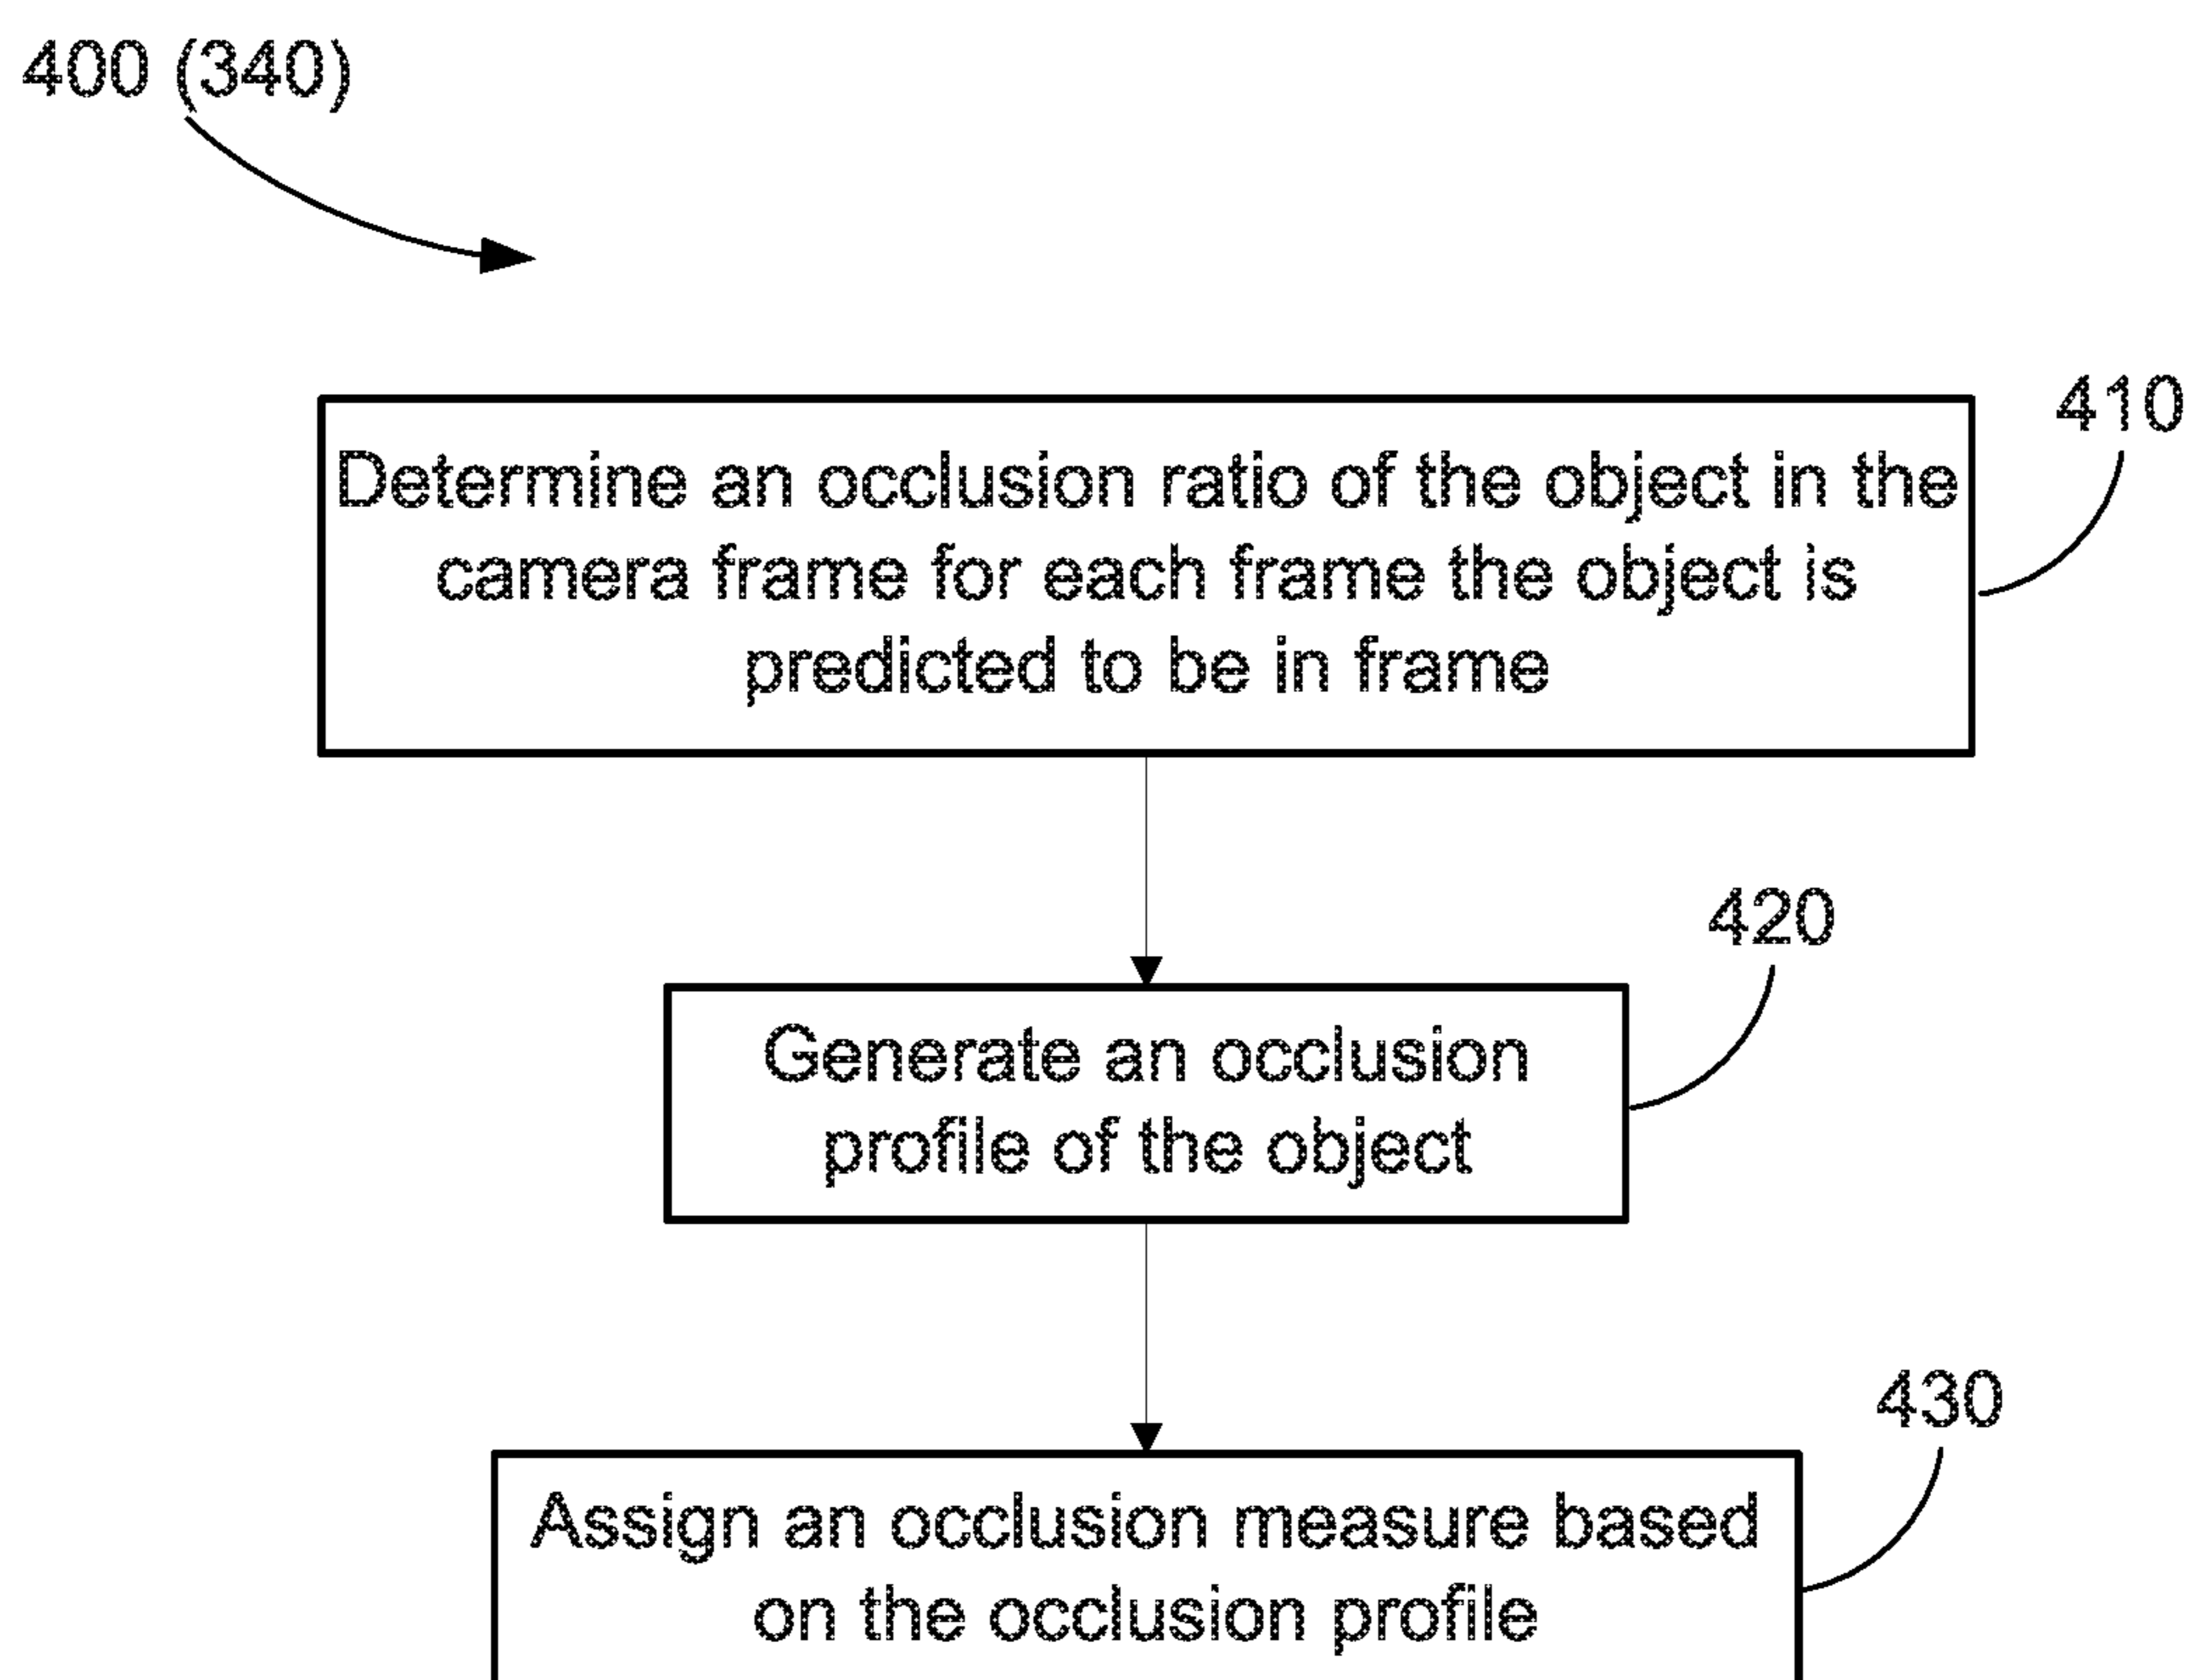 400 (340)
410
Determine an occlusion ratio of the object in the
camera frame for each frame the object is
predicted to be in frame
420
Generate an occlusion
profile of the object
430
Assign an occlusion measure based
on the occlusion profile